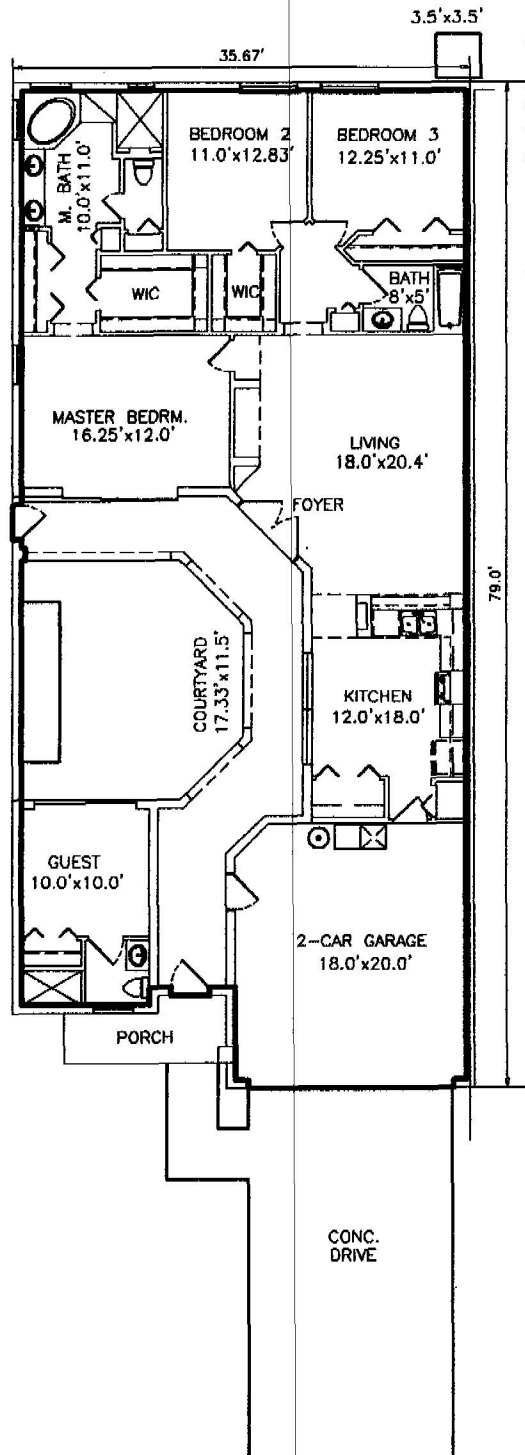 3.5'x3.5'
35.67'
BEDROOM 2
11.0'x12.83'
BEDROOM 3
12.25'x11.0'
M. BATH
10.0'x11.0'
WIC
WIC
BATH
8'x5'
MASTER BEDRM.
16.25'x12.0'
LIVING
18.0'x20.4'
FOYER
79.0'
COURTYARD
17.33'x11.5'
KITCHEN
12.0'x18.0'
GUEST
10.0'x10.0'
2-CAR GARAGE
18.0'x20.0'
PORCH
CONC.
DRIVE